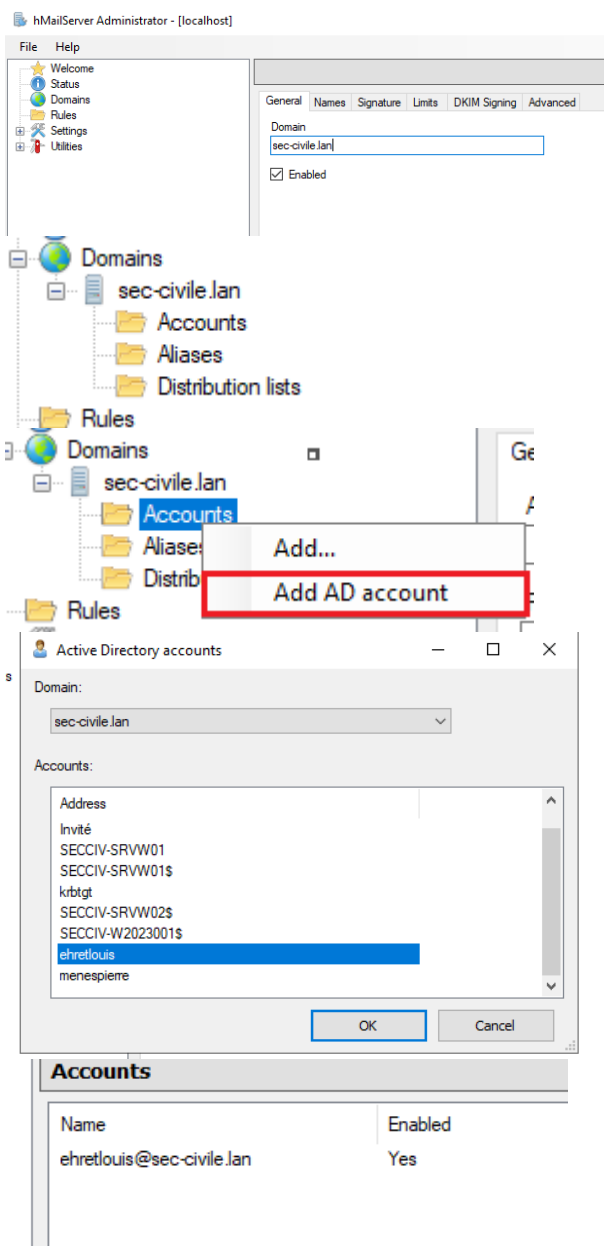 hMailServer Administrator - [localhost]
File Help
Welcome
Status
Domains
Rules
Settings
Utilities
General Names Signature Limits DKIM Signing Advanced
Domain
sec-civile.lan
Enabled
Domains
sec-civile.lan
Accounts
Aliases
Distribution lists
Rules
Domains
sec-civile.lan
Accounts
Aliases
Distrib
Rules
Ge
A
Add...
Add AD account
Active Directory accounts
s
Domain:
sec-civile.lan
Accounts:
Address
Invité
SECCIV-SRVW01
SECCIV-SRVW01$
krbtgt
SECCIV-SRVW02$
SECCIV-W2023001$
ehretlouis
menespierre
OK Cancel
Accounts
Name Enabled
ehretlouis@sec-civile.lan Yes